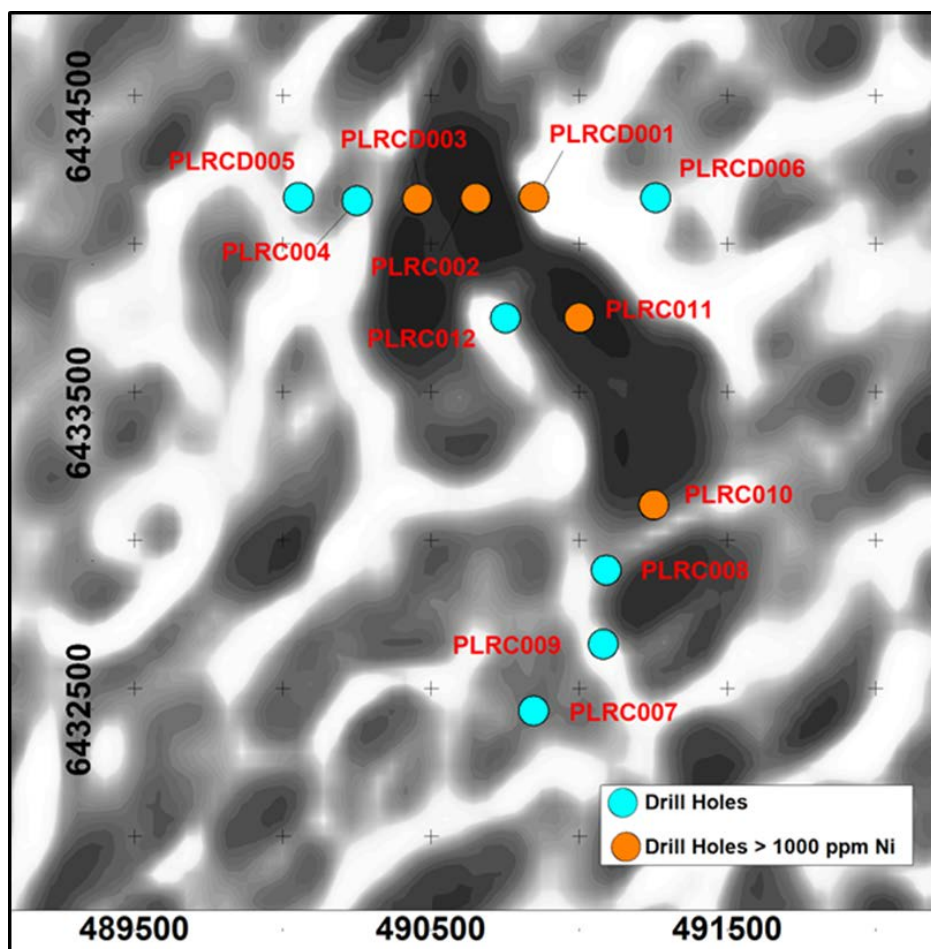 6434500
PLRCD003
PLRCD001
PLRCD005
PLRCD006
PLRC004
PLRC002
PLRC011
PLRC012
6433500
PLRC010
PLRC008
PLRC009
6432500
PLRC007
Drill Holes
Drill Holes > 1000 ppm Ni
489500
490500
491500